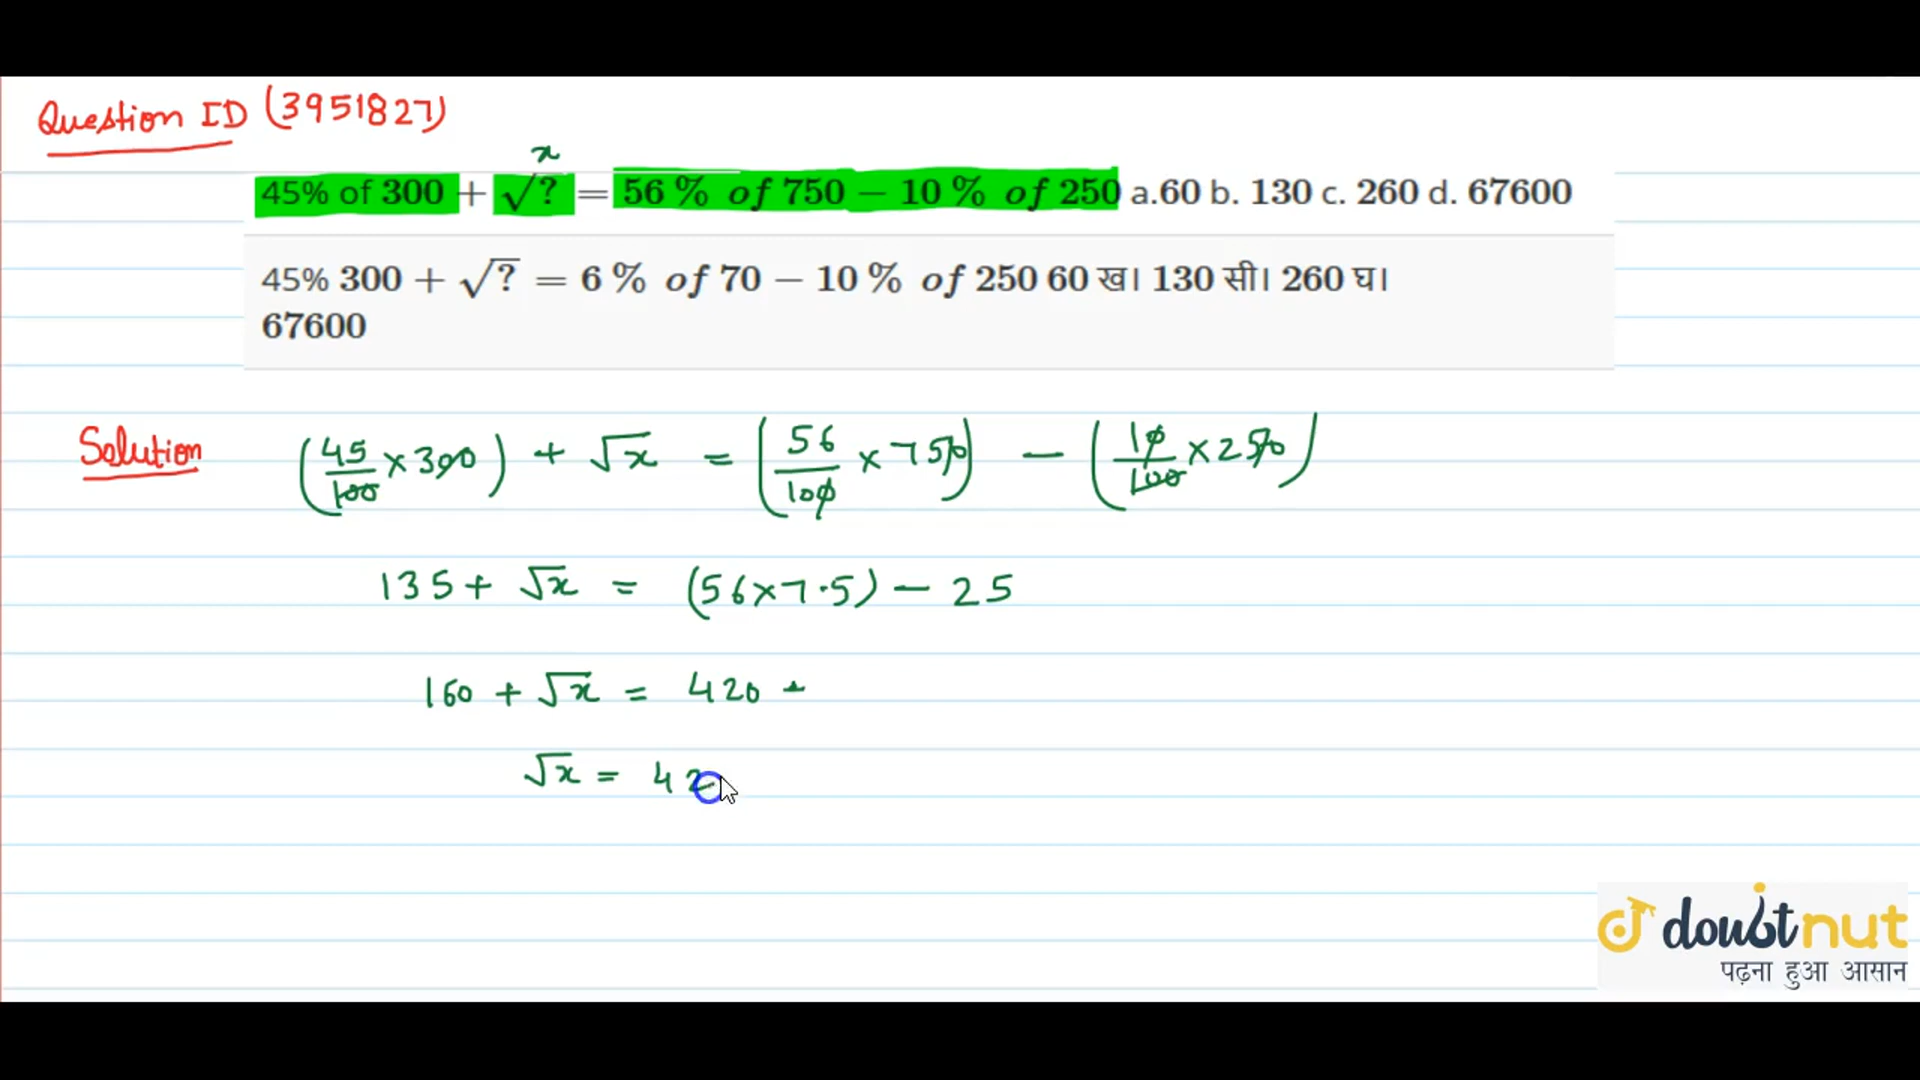 Question ID (3951827)
x
45% of 300 + √? = 56 % of 750 − 10 % of 250 a.60 b. 130 c. 260 d. 67600
45% 300 + √? = 6 % of 70 − 10 % of 250 60 ख। 130 सी। 260 घ।
67600
Solution (45/100 × 300) + √x = (56/100 × 750) − (10/100 × 250)
135 + √x = (56×7.5) − 25
160 + √x = 420 -
√x = 42
doubtnut
पढ़ना हुआ आसान